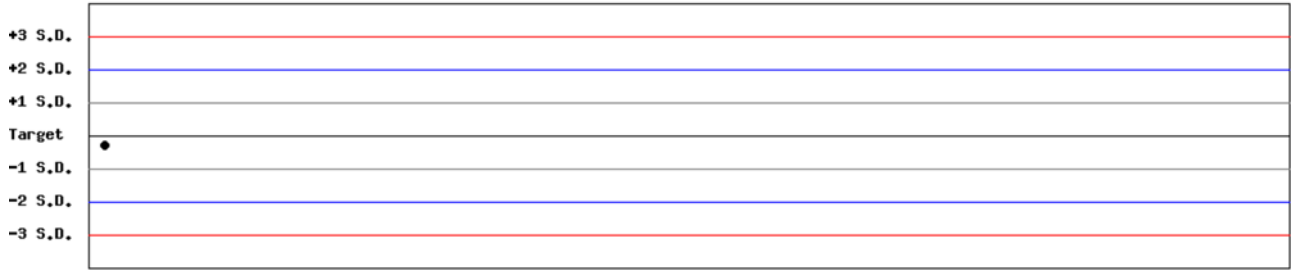 +3 S.D.
+2 S.D.
+1 S.D.
Target
-1 S.D.
-2 S.D.
-3 S.D.